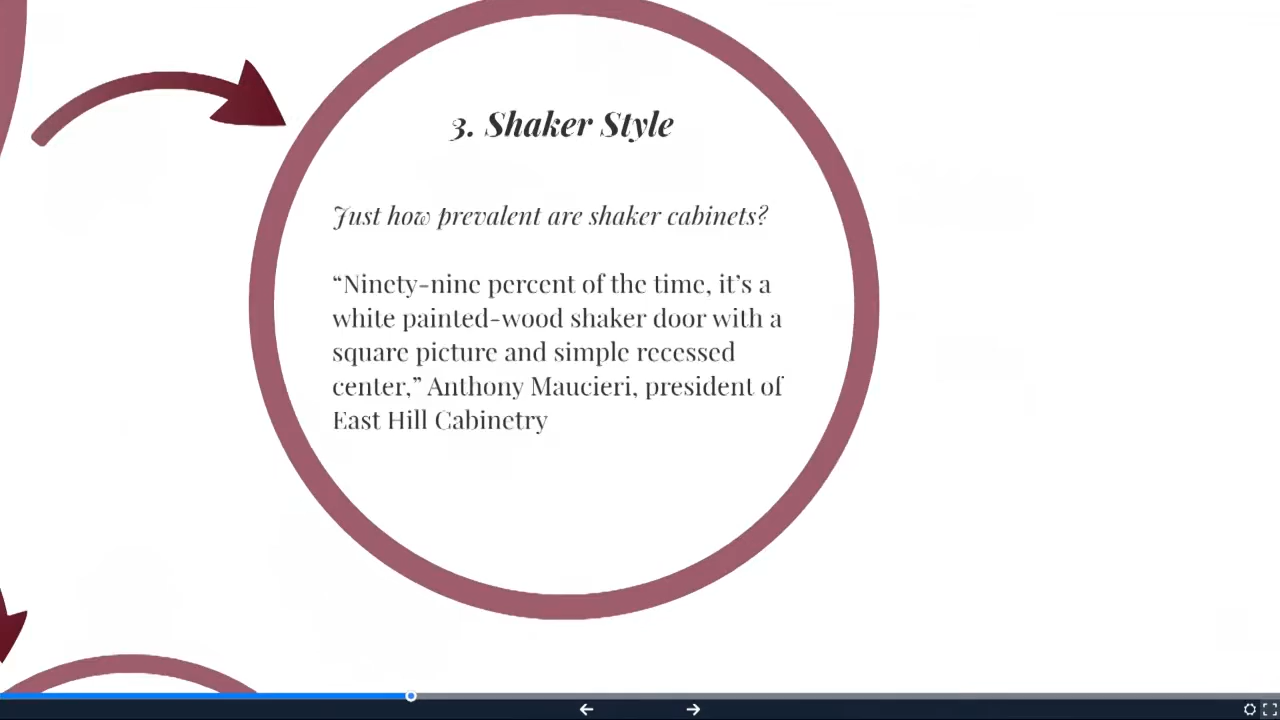 3. Shaker Style
Just how prevalent are shaker cabinets?
“Ninety-nine percent of the time, it’s a
white painted-wood shaker door with a
square picture and simple recessed
center,” Anthony Maucieri, president of
East Hill Cabinetry